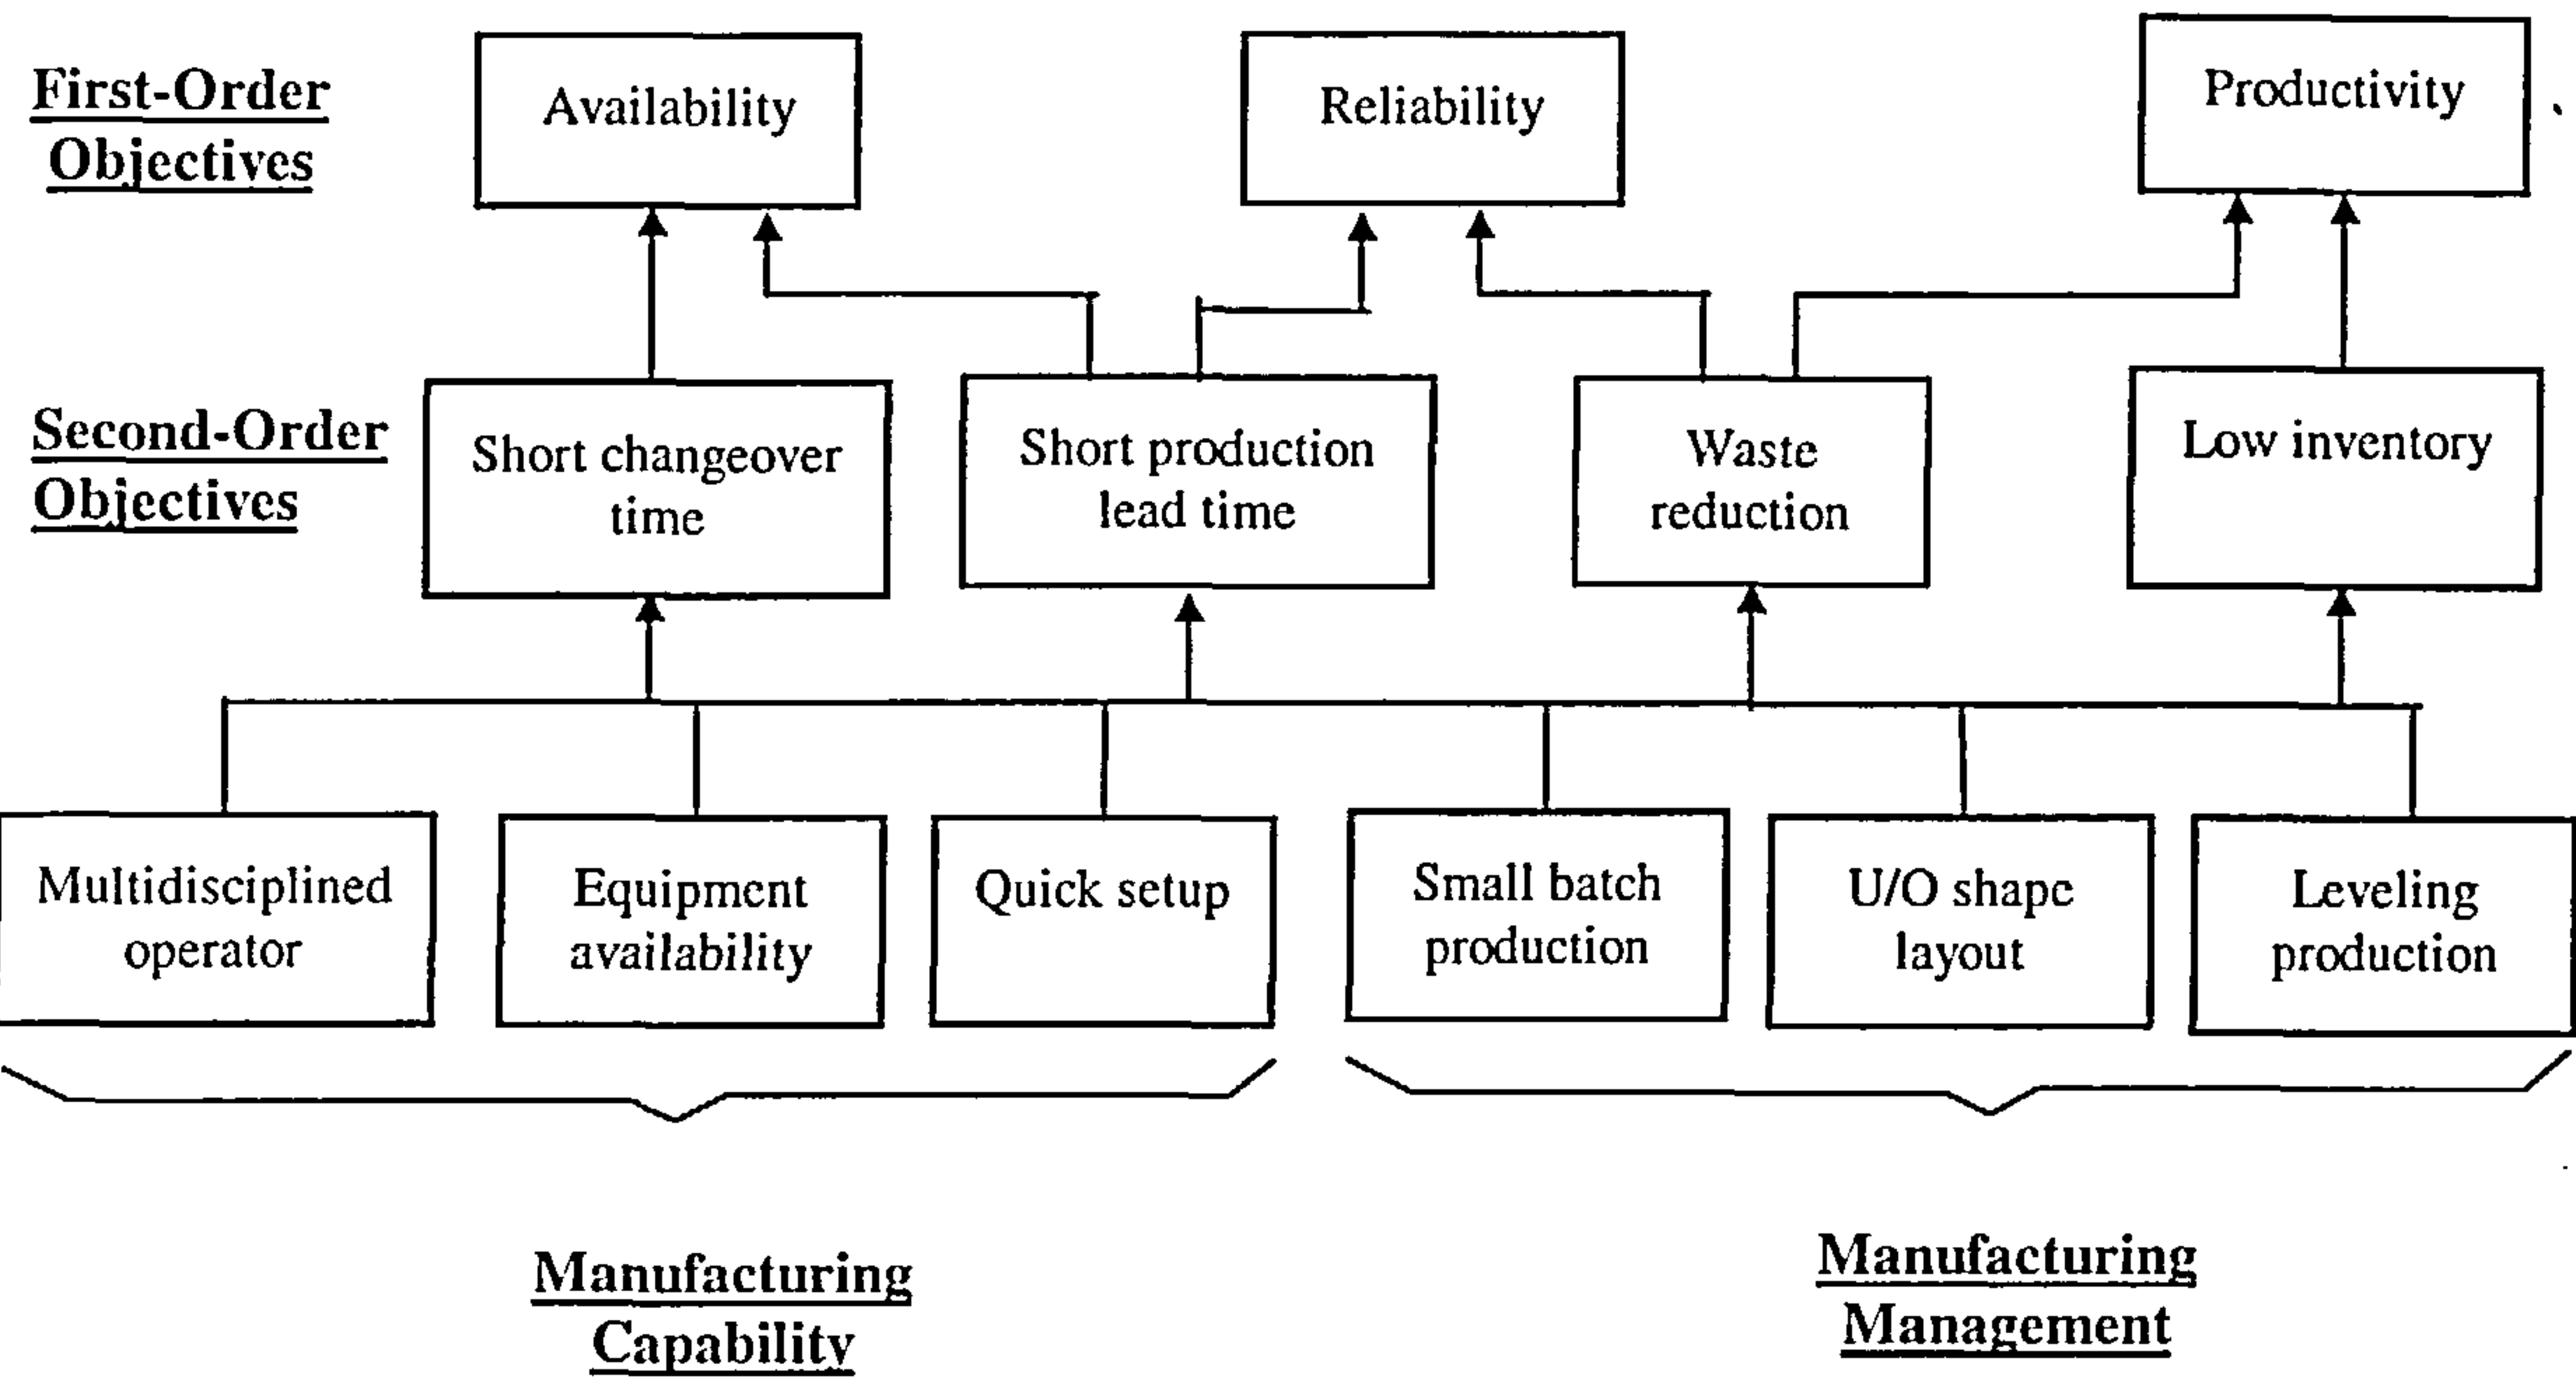 First-Order
Objectives
Availability
Reliability
Productivity
Second-Order
Objectives
Short changeover
time
Short production
lead time
Waste
reduction
Low inventory
Multidisciplined
operator
Equipment
availability
Quick setup
Small batch
production
U/O shape
layout
Leveling
production
Manufacturing
Capability
Manufacturing
Management